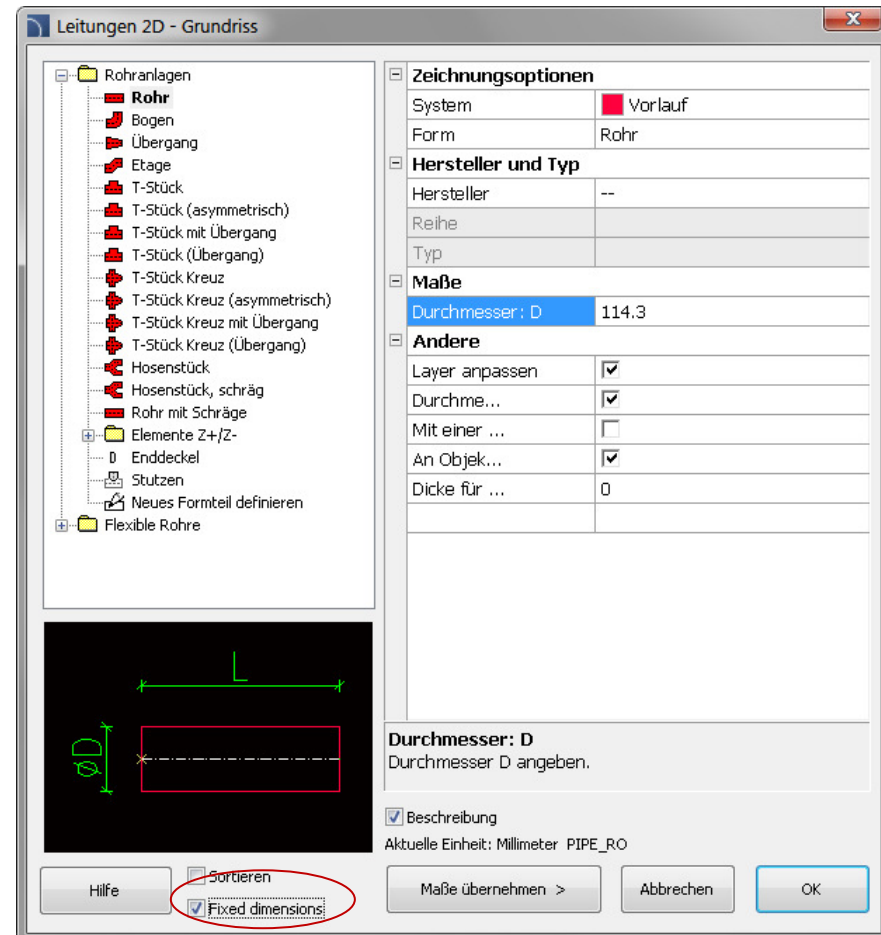 Leitungen 2D - Grundriss
Rohranlagen
Rohr
Bogen
Übergang
Etage
T-Stück
T-Stück (asymmetrisch)
T-Stück mit Übergang
T-Stück (Übergang)
T-Stück Kreuz
T-Stück Kreuz (asymmetrisch)
T-Stück Kreuz mit Übergang
T-Stück Kreuz (Übergang)
Hosenstück
Hosenstück, schräg
Rohr mit Schräge
Elemente Z+/Z-
Enddeckel
Stutzen
Neues Formteil definieren
Flexible Rohre
Zeichnungsoptionen
System Vorlauf
Form Rohr
Hersteller und Typ
Hersteller --
Reihe
Typ
Maße
Durchmesser: D 114.3
Andere
Layer anpassen
Durchme...
Mit einer ...
An Objek...
Dicke für ... 0
L
ØD
Durchmesser: D
Durchmesser D angeben.
Beschreibung
Aktuelle Einheit: Millimeter PIPE_RO
Hilfe
Sortieren
Fixed dimensions
Maße übernehmen >
Abbrechen
OK